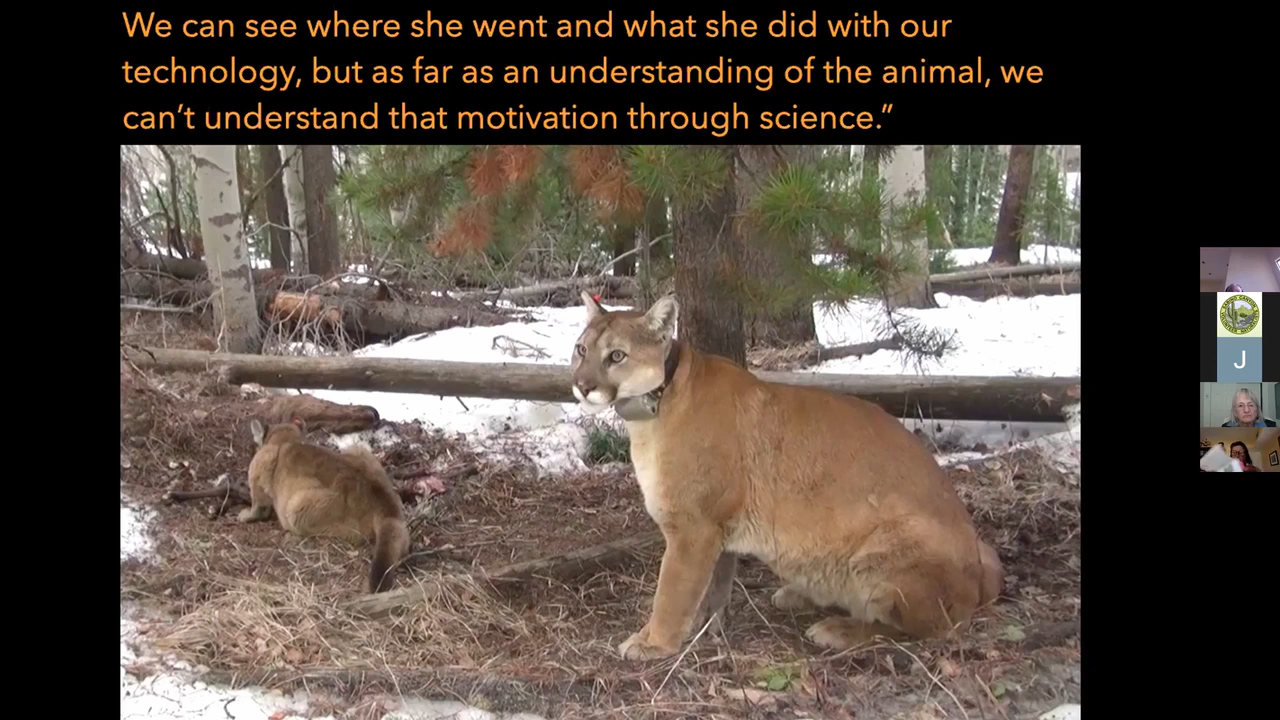 We can see where she went and what she did with our
technology, but as far as an understanding of the animal, we
can’t understand that motivation through science.”
J